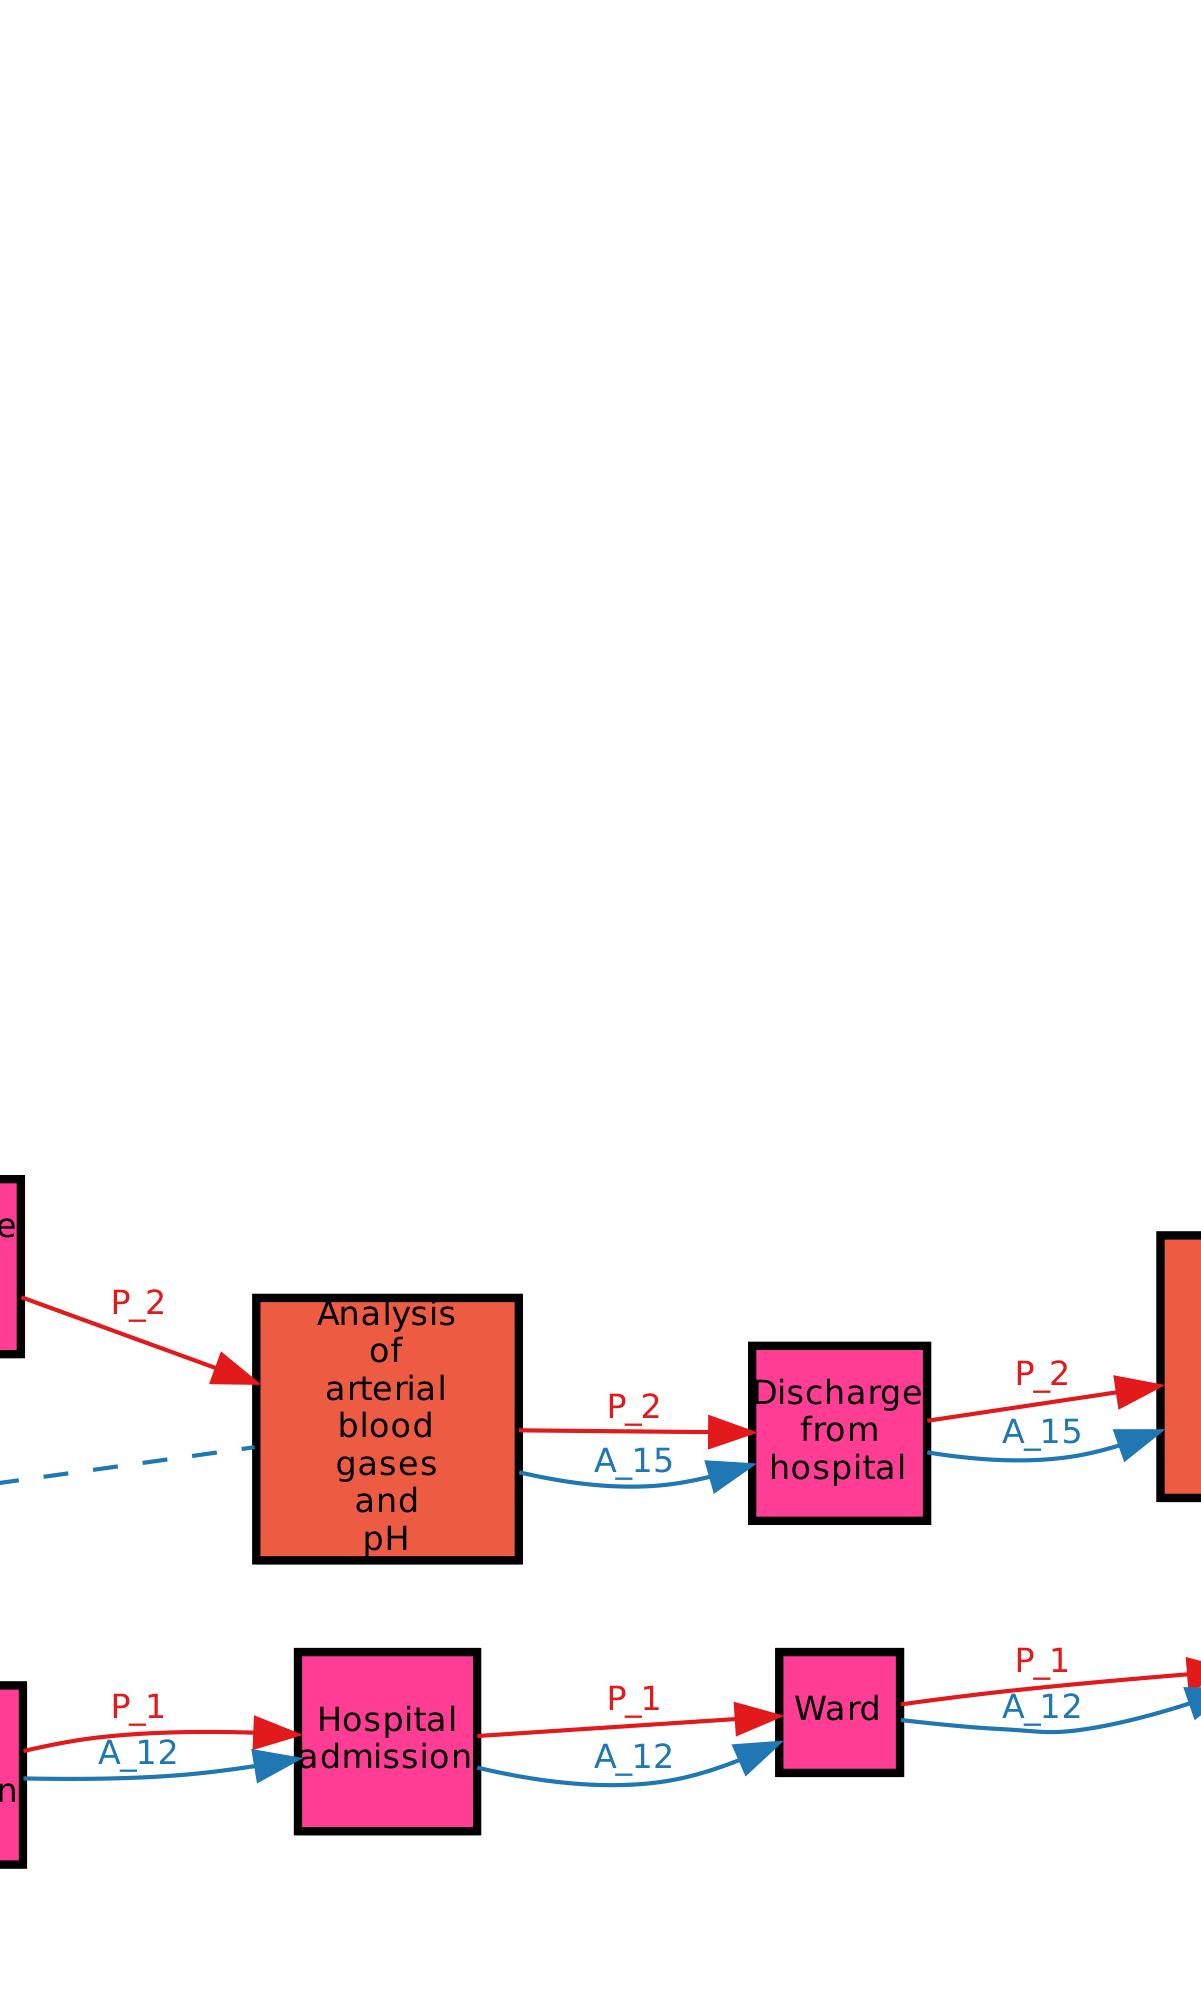 P_2
Analysis
of
arterial
blood
gases
and
pH
P_2
A_15
Discharge
from
hospital
P_2
A_15
P_1
A_12
Hospital
admission
P_1
A_12
Ward
P_1
A_12